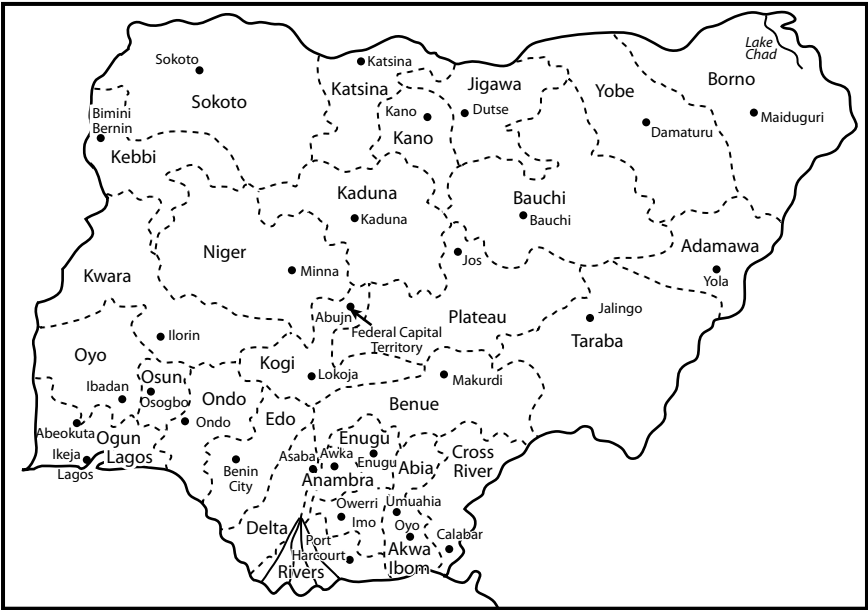 Lake
Chad
Sokoto
Katsina
Borno
Jigawa
Yobe
Katsina
Sokoto
Kano
Dutse
Bimini
Bernin
Maiduguri
Damaturu
Kano
Kebbi
Kaduna
Bauchi
Kaduna
Bauchi
Niger
Adamawa
Jos
Minna
Kwara
Yola
Jalingo
Abujn
Plateau
Federal Capital
Territory
Ilorin
Taraba
Oyo
Kogi
Lokoja
Makurdi
Osun
Ibadan
Osogbo
Ondo
Benue
Edo
Ondo
Abeokuta
Ogun
Enugu
Ikeja
Lagos
Asaba
Awka
Enugu
Cross
River
Lagos
Benin
City
Abia
Anambra
Owerri
Umuahia
Imo
Oyo
Delta
Calabar
Port
Harcourt
Akwa
Ibom
Rivers